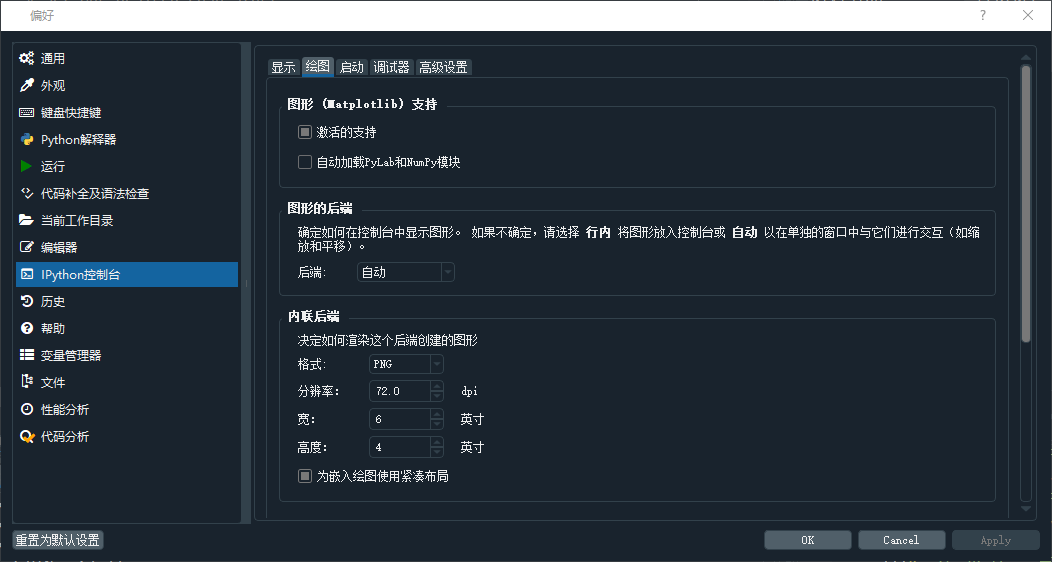 偏好
?
通用
外观
键盘快捷键
Python解释器
运行
代码补全及语法检查
当前工作目录
编辑器
IPython控制台
历史
帮助
变量管理器
文件
性能分析
代码分析
显示 绘图 启动 调试器 高级设置
图形 (Matplotlib) 支持
激活的支持
自动加载PyLab和NumPy模块
图形的后端
确定如何在控制台中显示图形。 如果不确定，请选择 行内 将图形放入控制台或 自动 以在单独的窗口中与它们进行交互（如缩
放和平移）。
后端: 自动
内联后端
决定如何渲染这个后端创建的图形
格式: PNG
分辨率: 72.0 dpi
宽: 6 英寸
高度: 4 英寸
为嵌入绘图使用紧凑布局
重置为默认设置 OK Cancel Apply